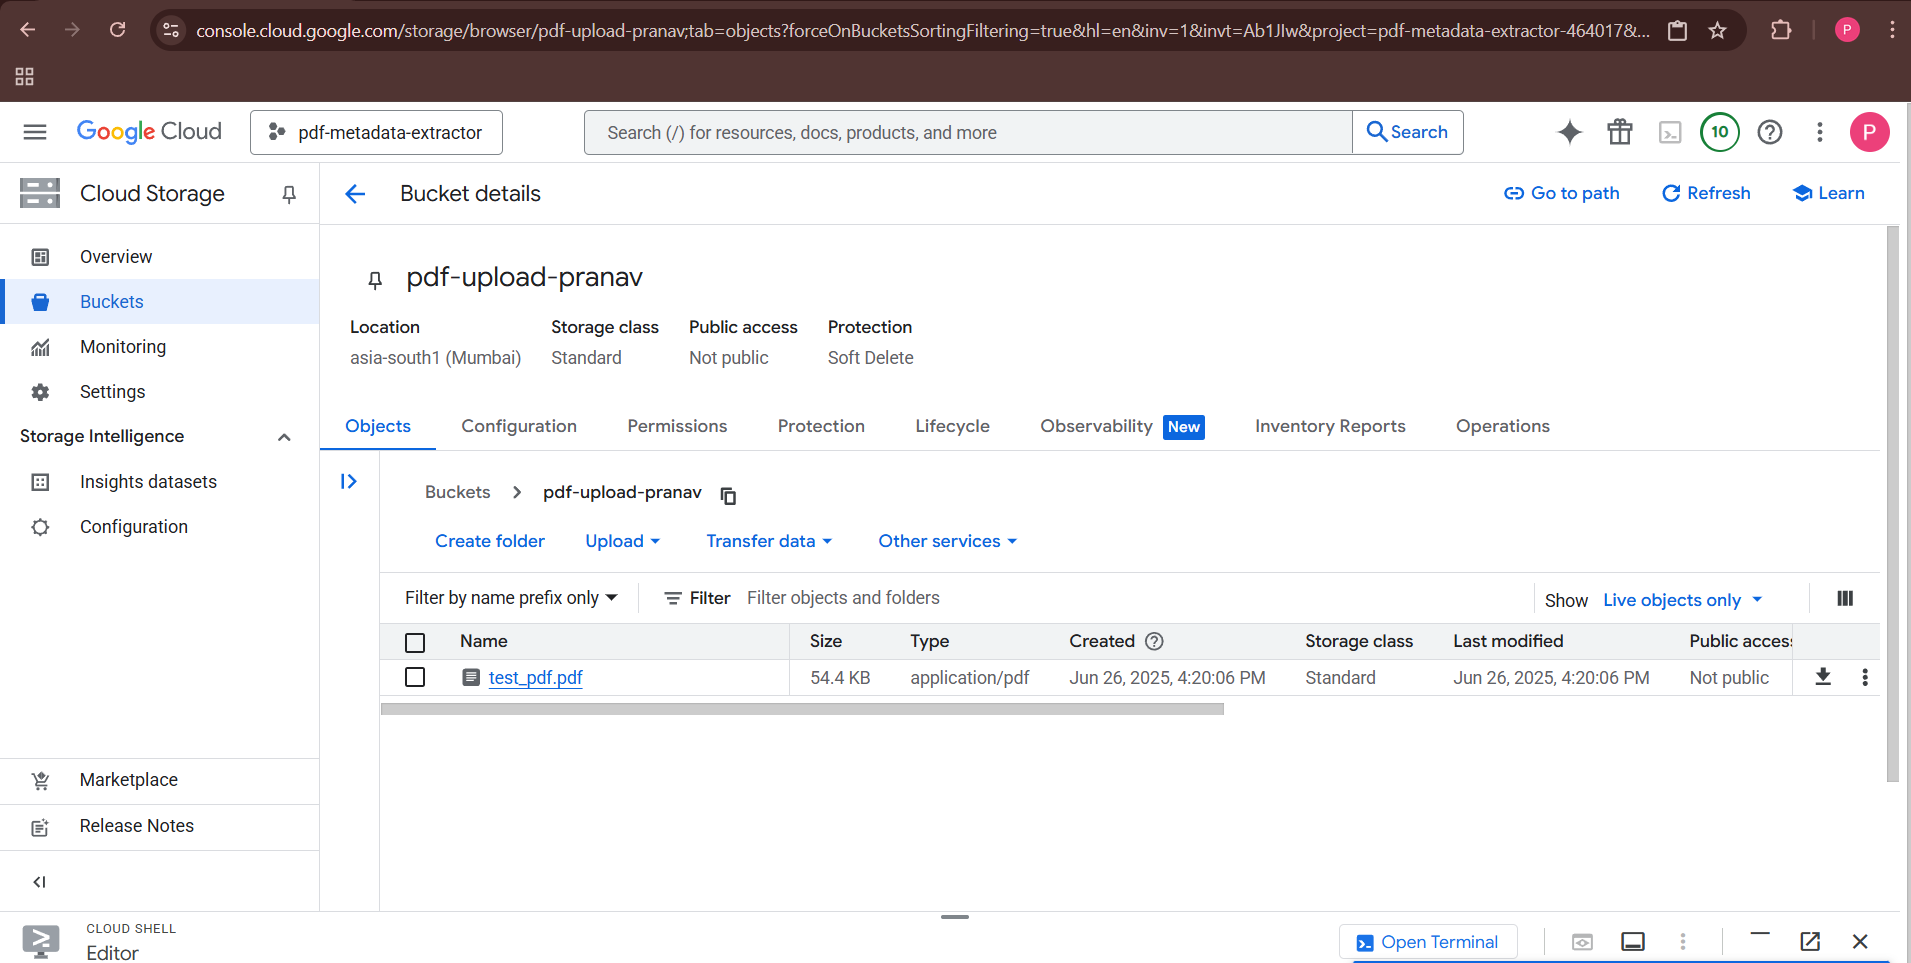 console.cloud.google.com/storage/browser/pdf-upload-pranav;tab=objects?forceOnBucketsSortingFiltering=true&hl=en&inv=1&invt=Ab1JIw&project=pdf-metadata-extractor-464017&...
P
Google Cloud
pdf-metadata-extractor
Search (/) for resources, docs, products, and more
Search
10
P
Cloud Storage
Bucket details
Go to path
Refresh
Learn
Overview
Buckets
Monitoring
Settings
Storage Intelligence
Insights datasets
Configuration
Marketplace
Release Notes
pdf-upload-pranav
Location
Storage class
Public access
Protection
asia-south1 (Mumbai)
Standard
Not public
Soft Delete
Objects
Configuration
Permissions
Protection
Lifecycle
Observability
New
Inventory Reports
Operations
Buckets
pdf-upload-pranav
Create folder
Upload
Transfer data
Other services
Filter by name prefix only
Filter
Filter objects and folders
Show
Live objects only
Name
Size
Type
Created
Storage class
Last modified
Public acces
test_pdf.pdf
54.4 KB
application/pdf
Jun 26, 2025, 4:20:06 PM
Standard
Jun 26, 2025, 4:20:06 PM
Not public
CLOUD SHELL
Editor
Open Terminal